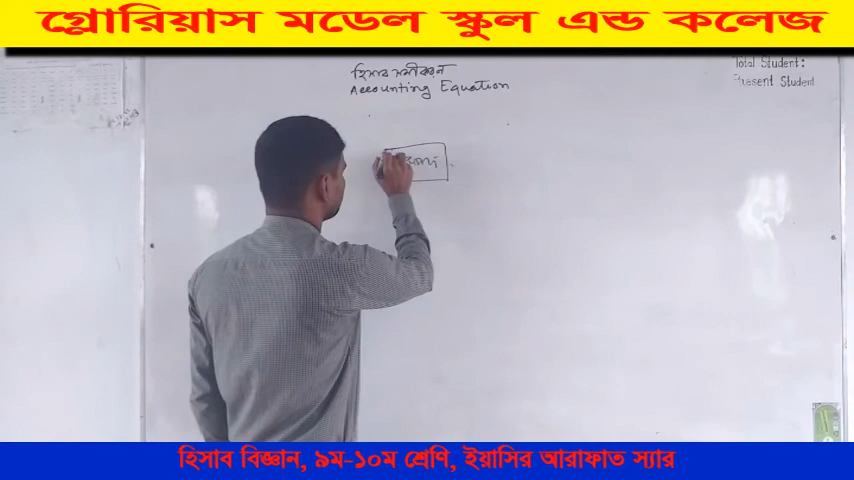 গ্লোরিয়াস মডেল স্কুল এন্ড কলেজ
Total Student:
Present Student
হিসাব সমীকরণ
Accounting Equation
হিসাব বিজ্ঞান, ৯ম-১০ম শ্রেণি, ইয়াসির আরাফাত স্যার